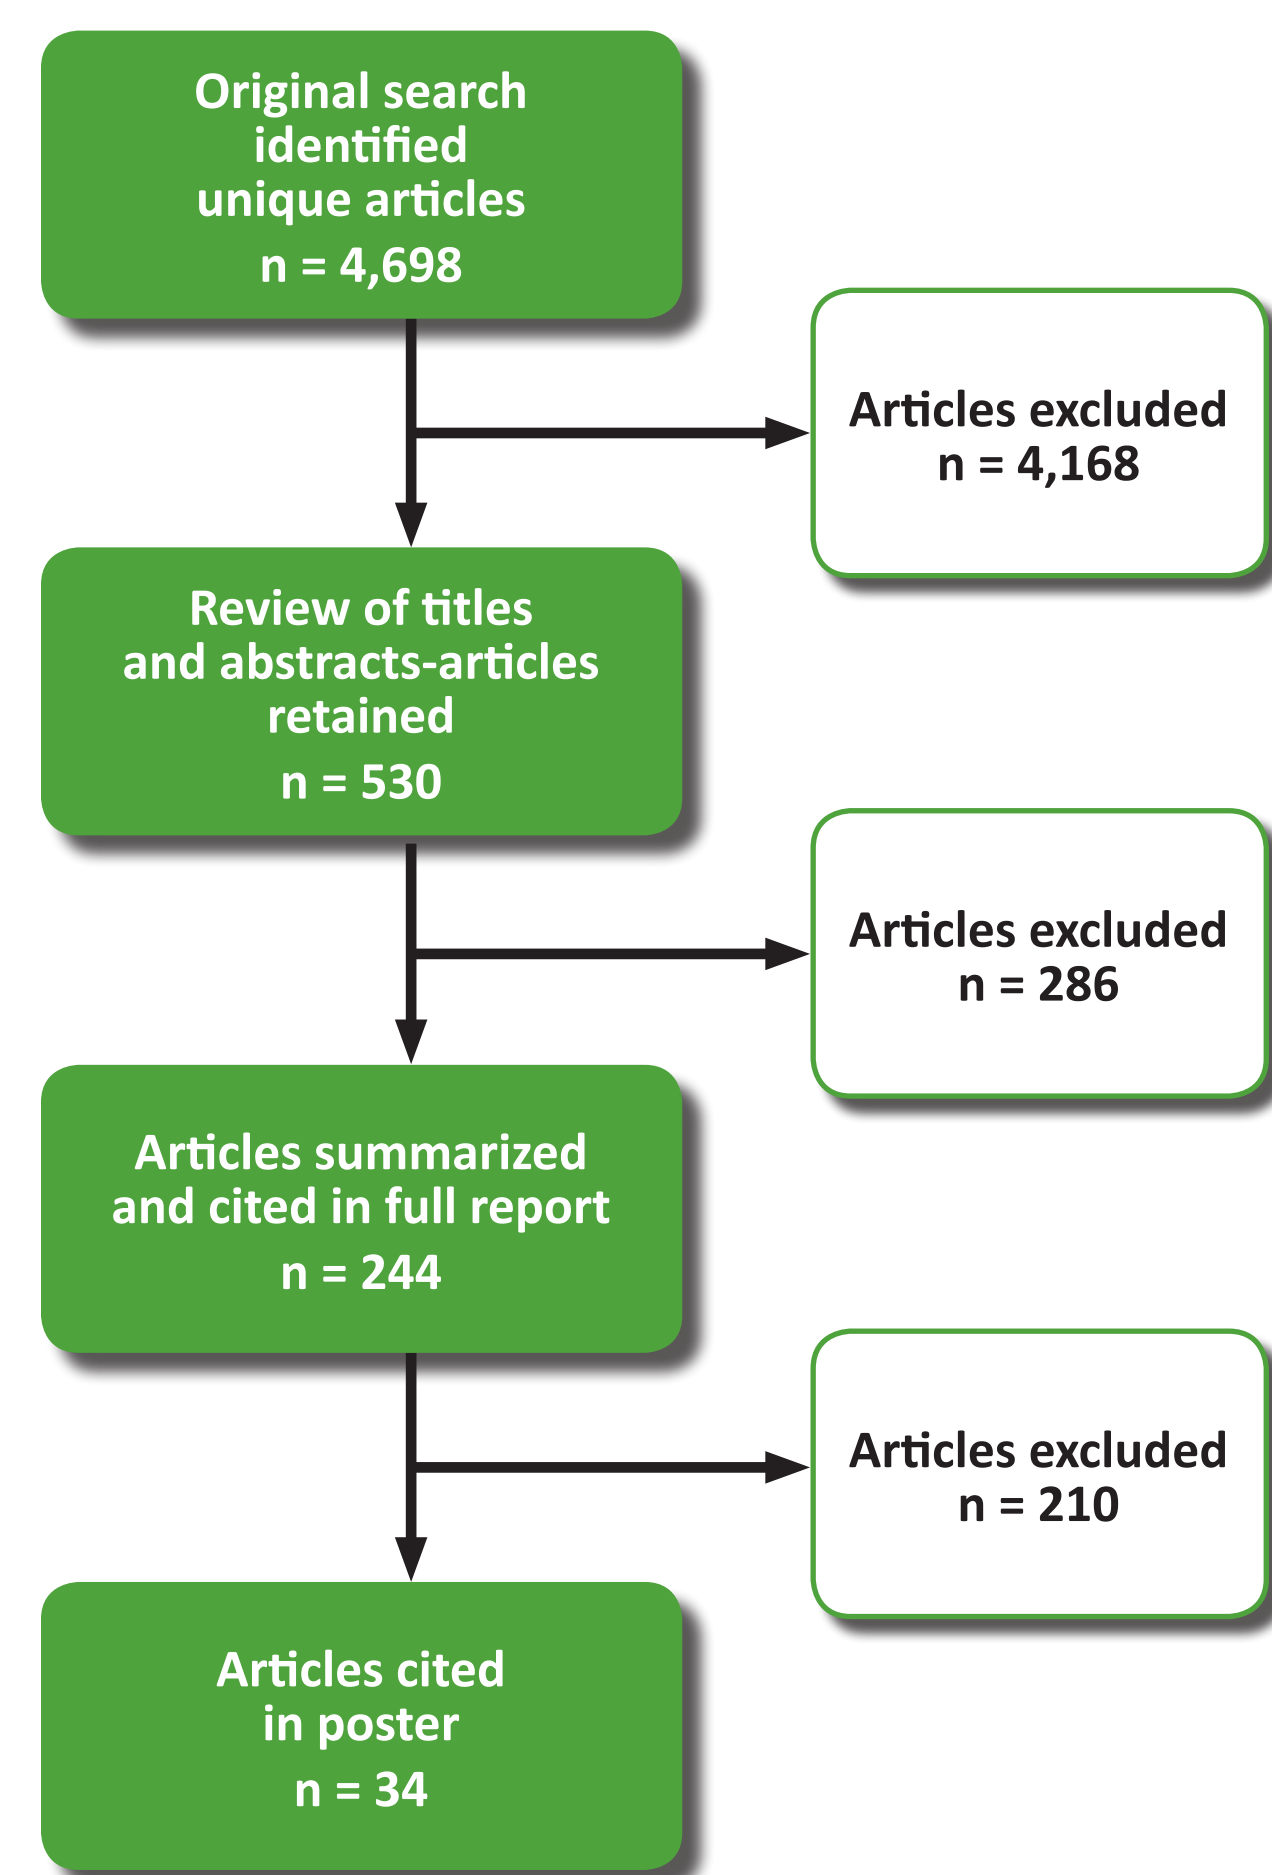 Original search
identified
unique articles
n = 4,698
Articles excluded
n = 4,168
Review of titles
and abstracts-articles
retained
n = 530
Articles excluded
n = 286
Articles summarized
and cited in full report
n = 244
Articles excluded
n = 210
Articles cited
in poster
n = 34